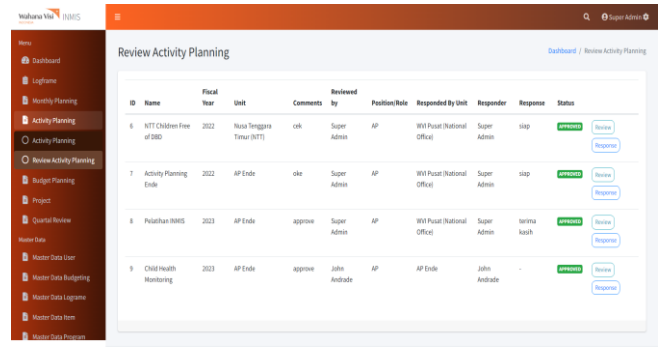 Wahana Visi INMIS
Super Admin
Menu
Dashboard
Logframe
Monthly Planning
Activity Planning
Activity Planning
Review Activity Planning
Budget Planning
Project
Quartal Review
Master Data
Master Data User
Master Data Budgeting
Master Data Lograme
Master Data Item
Master Data Program
Review Activity Planning
Dashboard / Review Activity Planning
ID Name Fiscal Year Unit Comments Reviewed by Position/Role Responded By Unit Responder Response Status
6 NTT Children Free of DBD 2022 Nusa Tenggara Timur (NTT) cek Super Admin AP WVI Pusat (National Office) Super Admin siap APPROVED Review Response
7 Activity Planning Ende 2022 AP Ende oke Super Admin AP WVI Pusat (National Office) Super Admin siap APPROVED Review Response
8 Pelatihan INMIS 2023 AP Ende approve Super Admin AP WVI Pusat (National Office) Super Admin terima kasih APPROVED Review Response
9 Child Health Monitoring 2023 AP Ende approve John Andrade AP AP Ende John Andrade - APPROVED Review Response